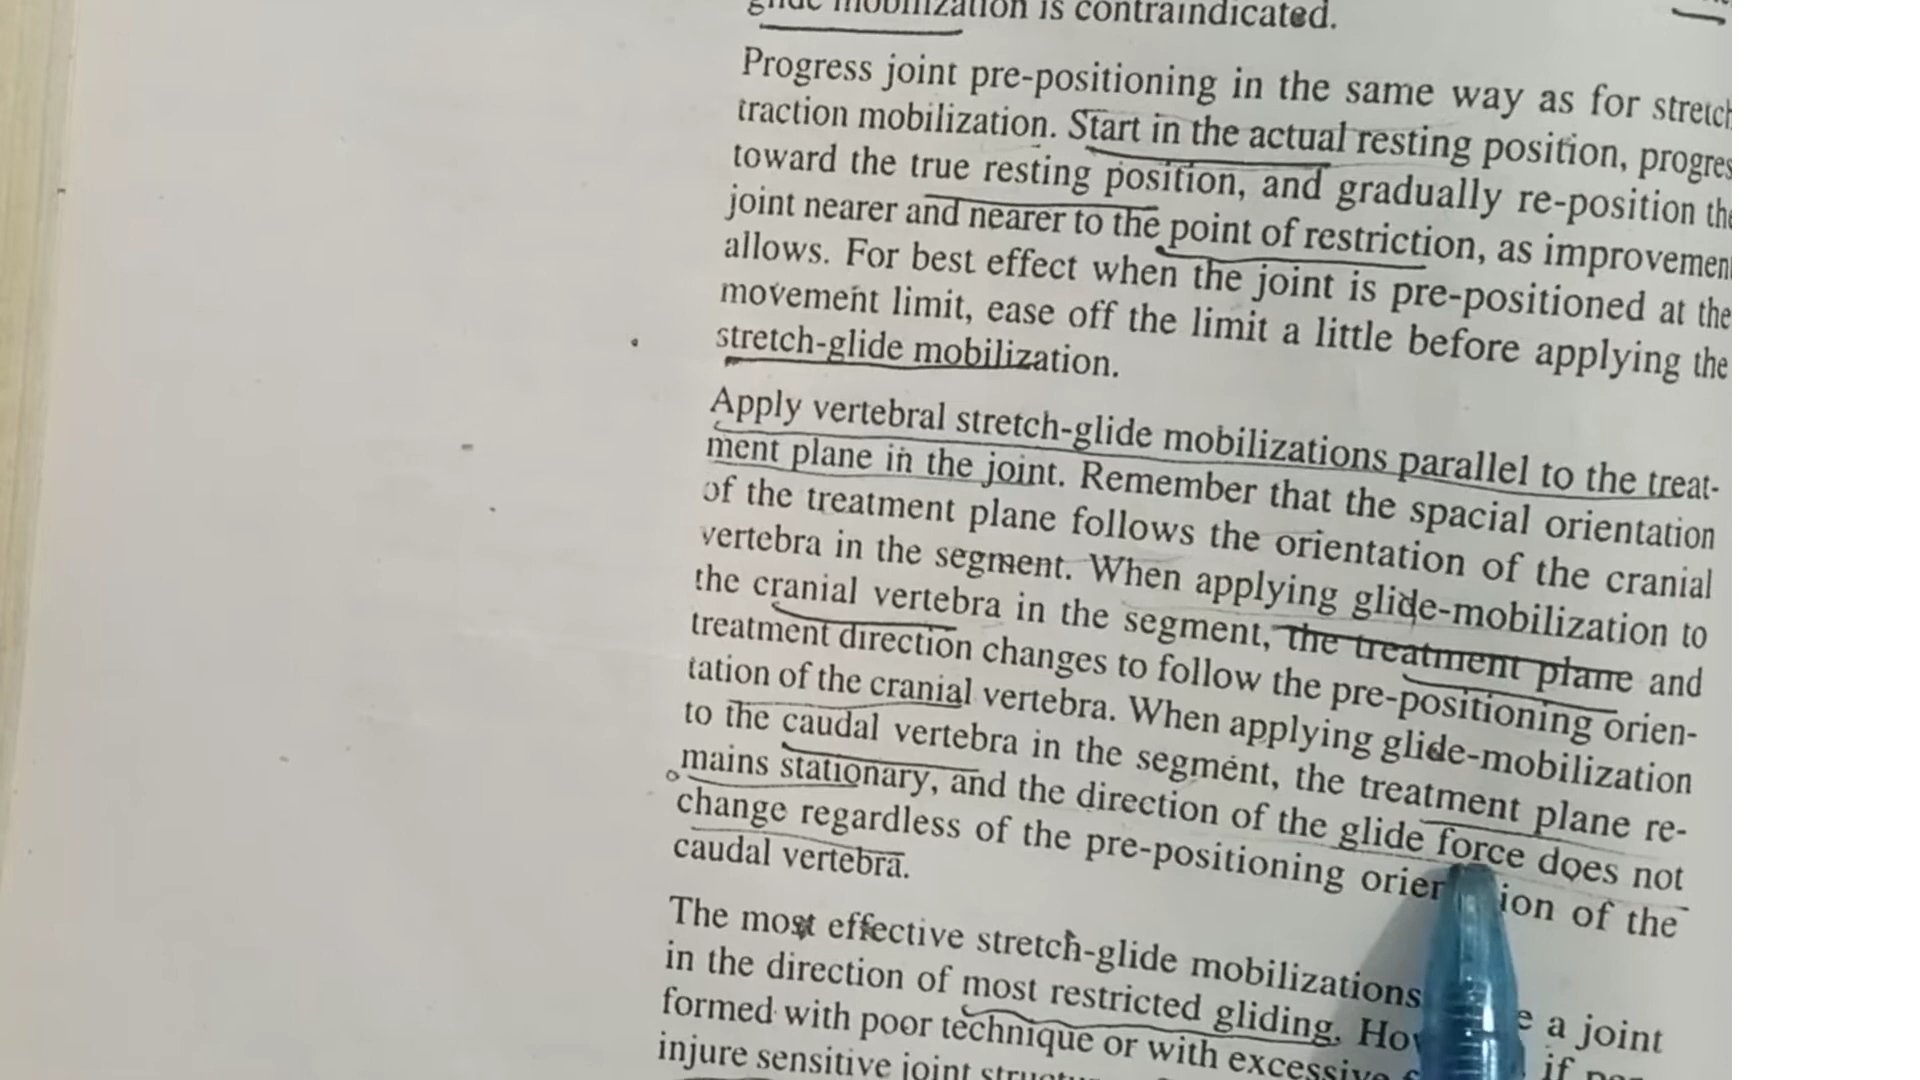 glide mobilization is contraindicated.
Progress joint pre-positioning in the same way as for stretch
traction mobilization. Start in the actual resting position, progres
toward the true resting position, and gradually re-position the
joint nearer and nearer to the point of restriction, as improvement
allows. For best effect when the joint is pre-positioned at the
movement limit, ease off the limit a little before applying the
stretch-glide mobilization.
Apply vertebral stretch-glide mobilizations parallel to the treat-
ment plane in the joint. Remember that the spacial orientation
of the treatment plane follows the orientation of the cranial
vertebra in the segment. When applying glide-mobilization to
the cranial vertebra in the segment, the treatment plane and
treatment direction changes to follow the pre-positioning orien-
tation of the cranial vertebra. When applying glide-mobilization
to the caudal vertebra in the segment, the treatment plane re-
mains stationary, and the direction of the glide force does not
change regardless of the pre-positioning orien ion of the
caudal vertebra.
The most effective stretch-glide mobilizations e a joint
in the direction of most restricted gliding. How if
formed with poor technique or with excessive
injure sensitive joint